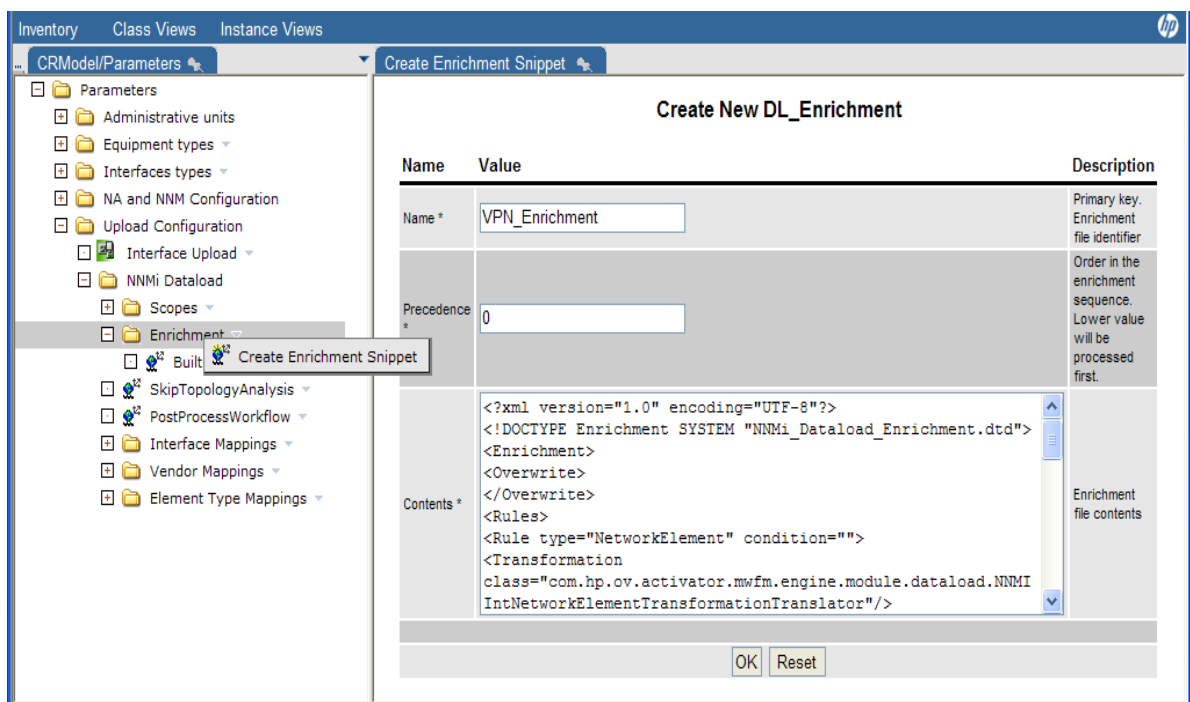 Inventory Class Views Instance Views
hp
... CRModel/Parameters
Create Enrichment Snippet
Parameters
Administrative units
Equipment types
Interfaces types
NA and NNM Configuration
Upload Configuration
Interface Upload
NNMi Dataload
Scopes
Enrichment
Built
Create Enrichment Snippet
SkipTopologyAnalysis
PostProcessWorkflow
Interface Mappings
Vendor Mappings
Element Type Mappings
Create New DL_Enrichment
Name Value Description
Name * VPN_Enrichment
Primary key.
Enrichment
file identifier
Precedence
*
0
Order in the
enrichment
sequence.
Lower value
will be
processed
first.
Contents *
<?xml version="1.0" encoding="UTF-8"?>
<!DOCTYPE Enrichment SYSTEM "NNMi_Dataload_Enrichment.dtd">
<Enrichment>
<Overwrite>
</Overwrite>
<Rules>
<Rule type="NetworkElement" condition="">
<Transformation
class="com.hp.ov.activator.mwfm.engine.module.dataload.NNMI
IntNetworkElementTransformationTranslator"/>
Enrichment
file contents
OK Reset